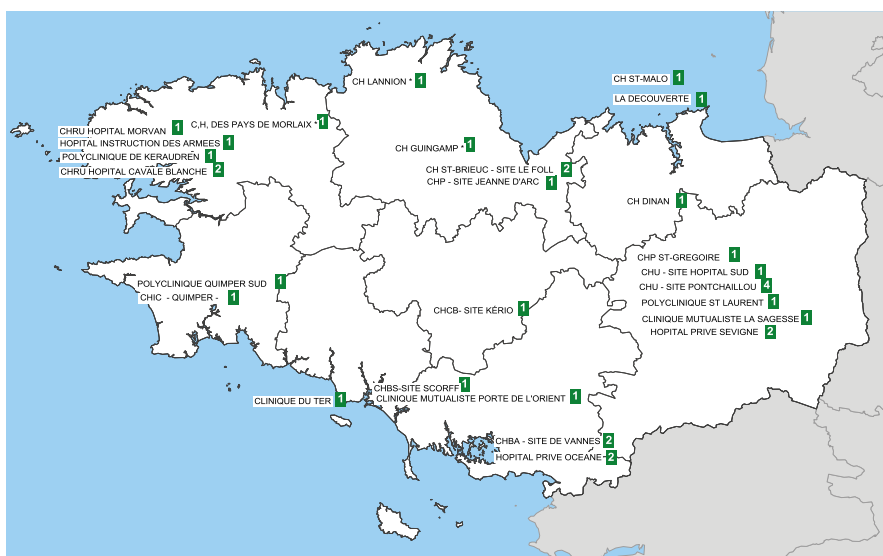 CH ST-MALO 1
CH LANNION * 1
LA DECOUVERTE 1
C,H, DES PAYS DE MORLAIX * 1
CHRU HOPITAL MORVAN 1
HOPITAL INSTRUCTION DES ARMEES 1
CH GUINGAMP * 1
POLYCLINIQUE DE KERAUDREN 1
CHRU HOPITAL CAVALE BLANCHE 2
CH ST-BRIEUC - SITE LE FOLL 2
CHP - SITE JEANNE D'ARC 1
CH DINAN 1
CHP ST-GREGOIRE 1
CHU - SITE HOPITAL SUD 1
POLYCLINIQUE QUIMPER SUD 1
CHU - SITE PONTCHAILLOU 4
CHIC - QUIMPER - 1
POLYCLINIQUE ST LAURENT 1
CHCB- SITE KÉRIO 1
CLINIQUE MUTUALISTE LA SAGESSE 1
HOPITAL PRIVE SEVIGNE 2
CHBS-SITE SCORFF 1
CLINIQUE DU TER 1
CLINIQUE MUTUALISTE PORTE DE L'ORIENT 1
CHBA - SITE DE VANNES 2
HOPITAL PRIVE OCEANE 2